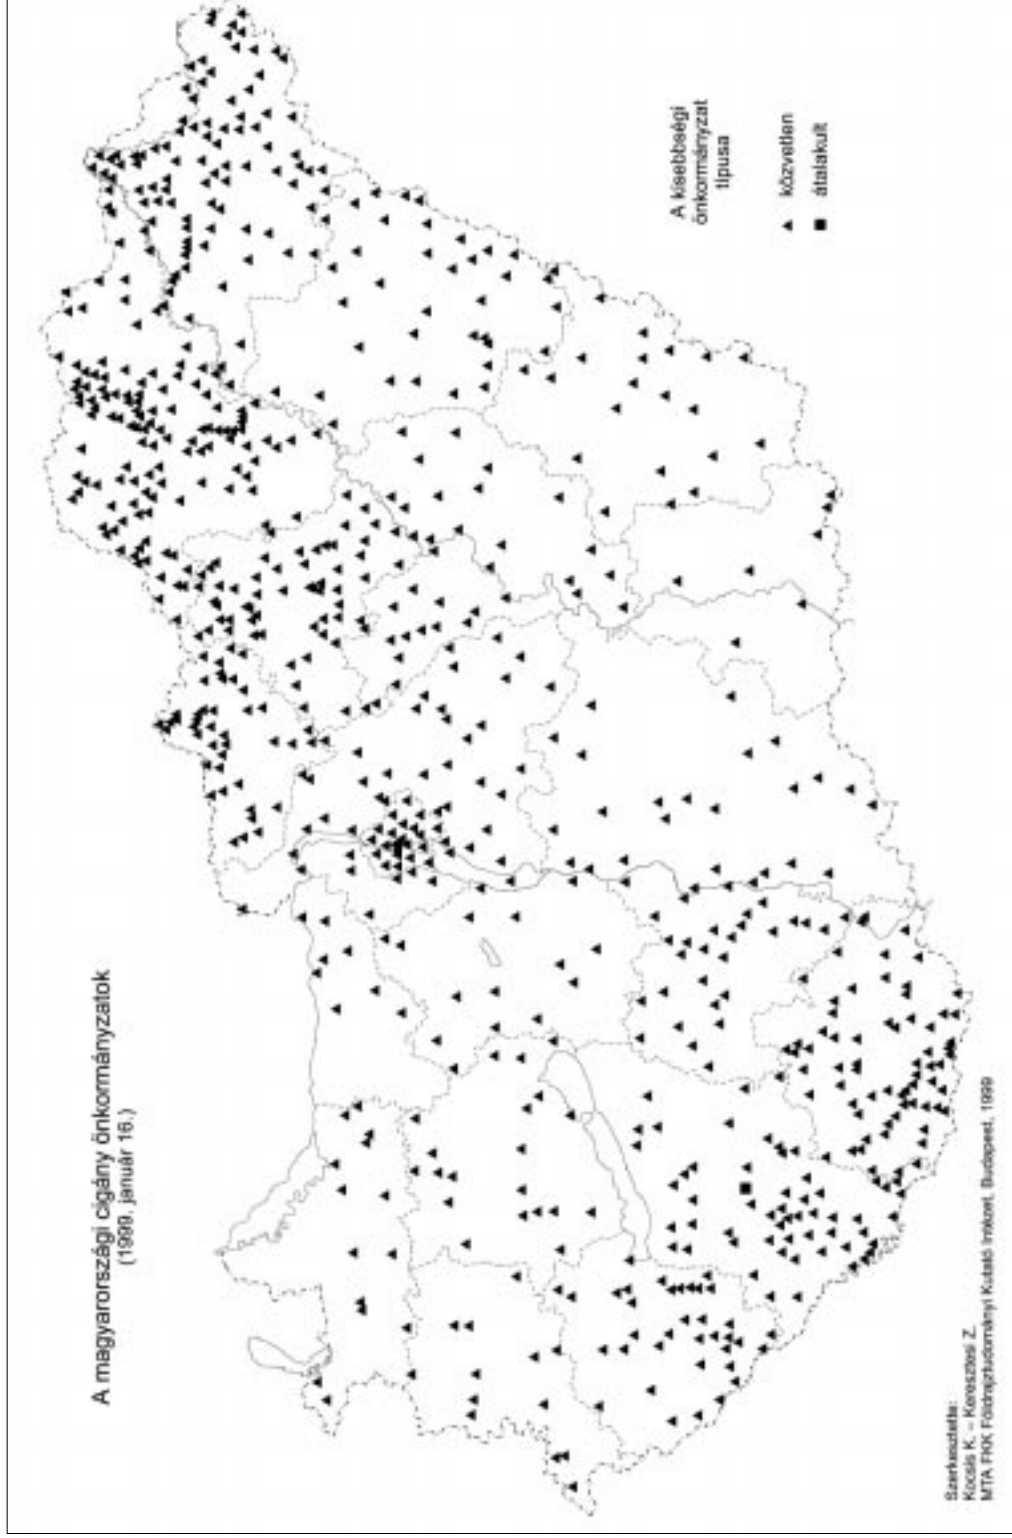 A magyarországi cigány önkormányzatok
(1999. január 16.)
A kisebbségi
önkormányzat
típusa
közvetlen
átalakult
Szerkesztette:
Kocsis K. – Keresztesi Z.
MTA FKK Földrajztudományi Kutató Intézet, Budapest, 1999